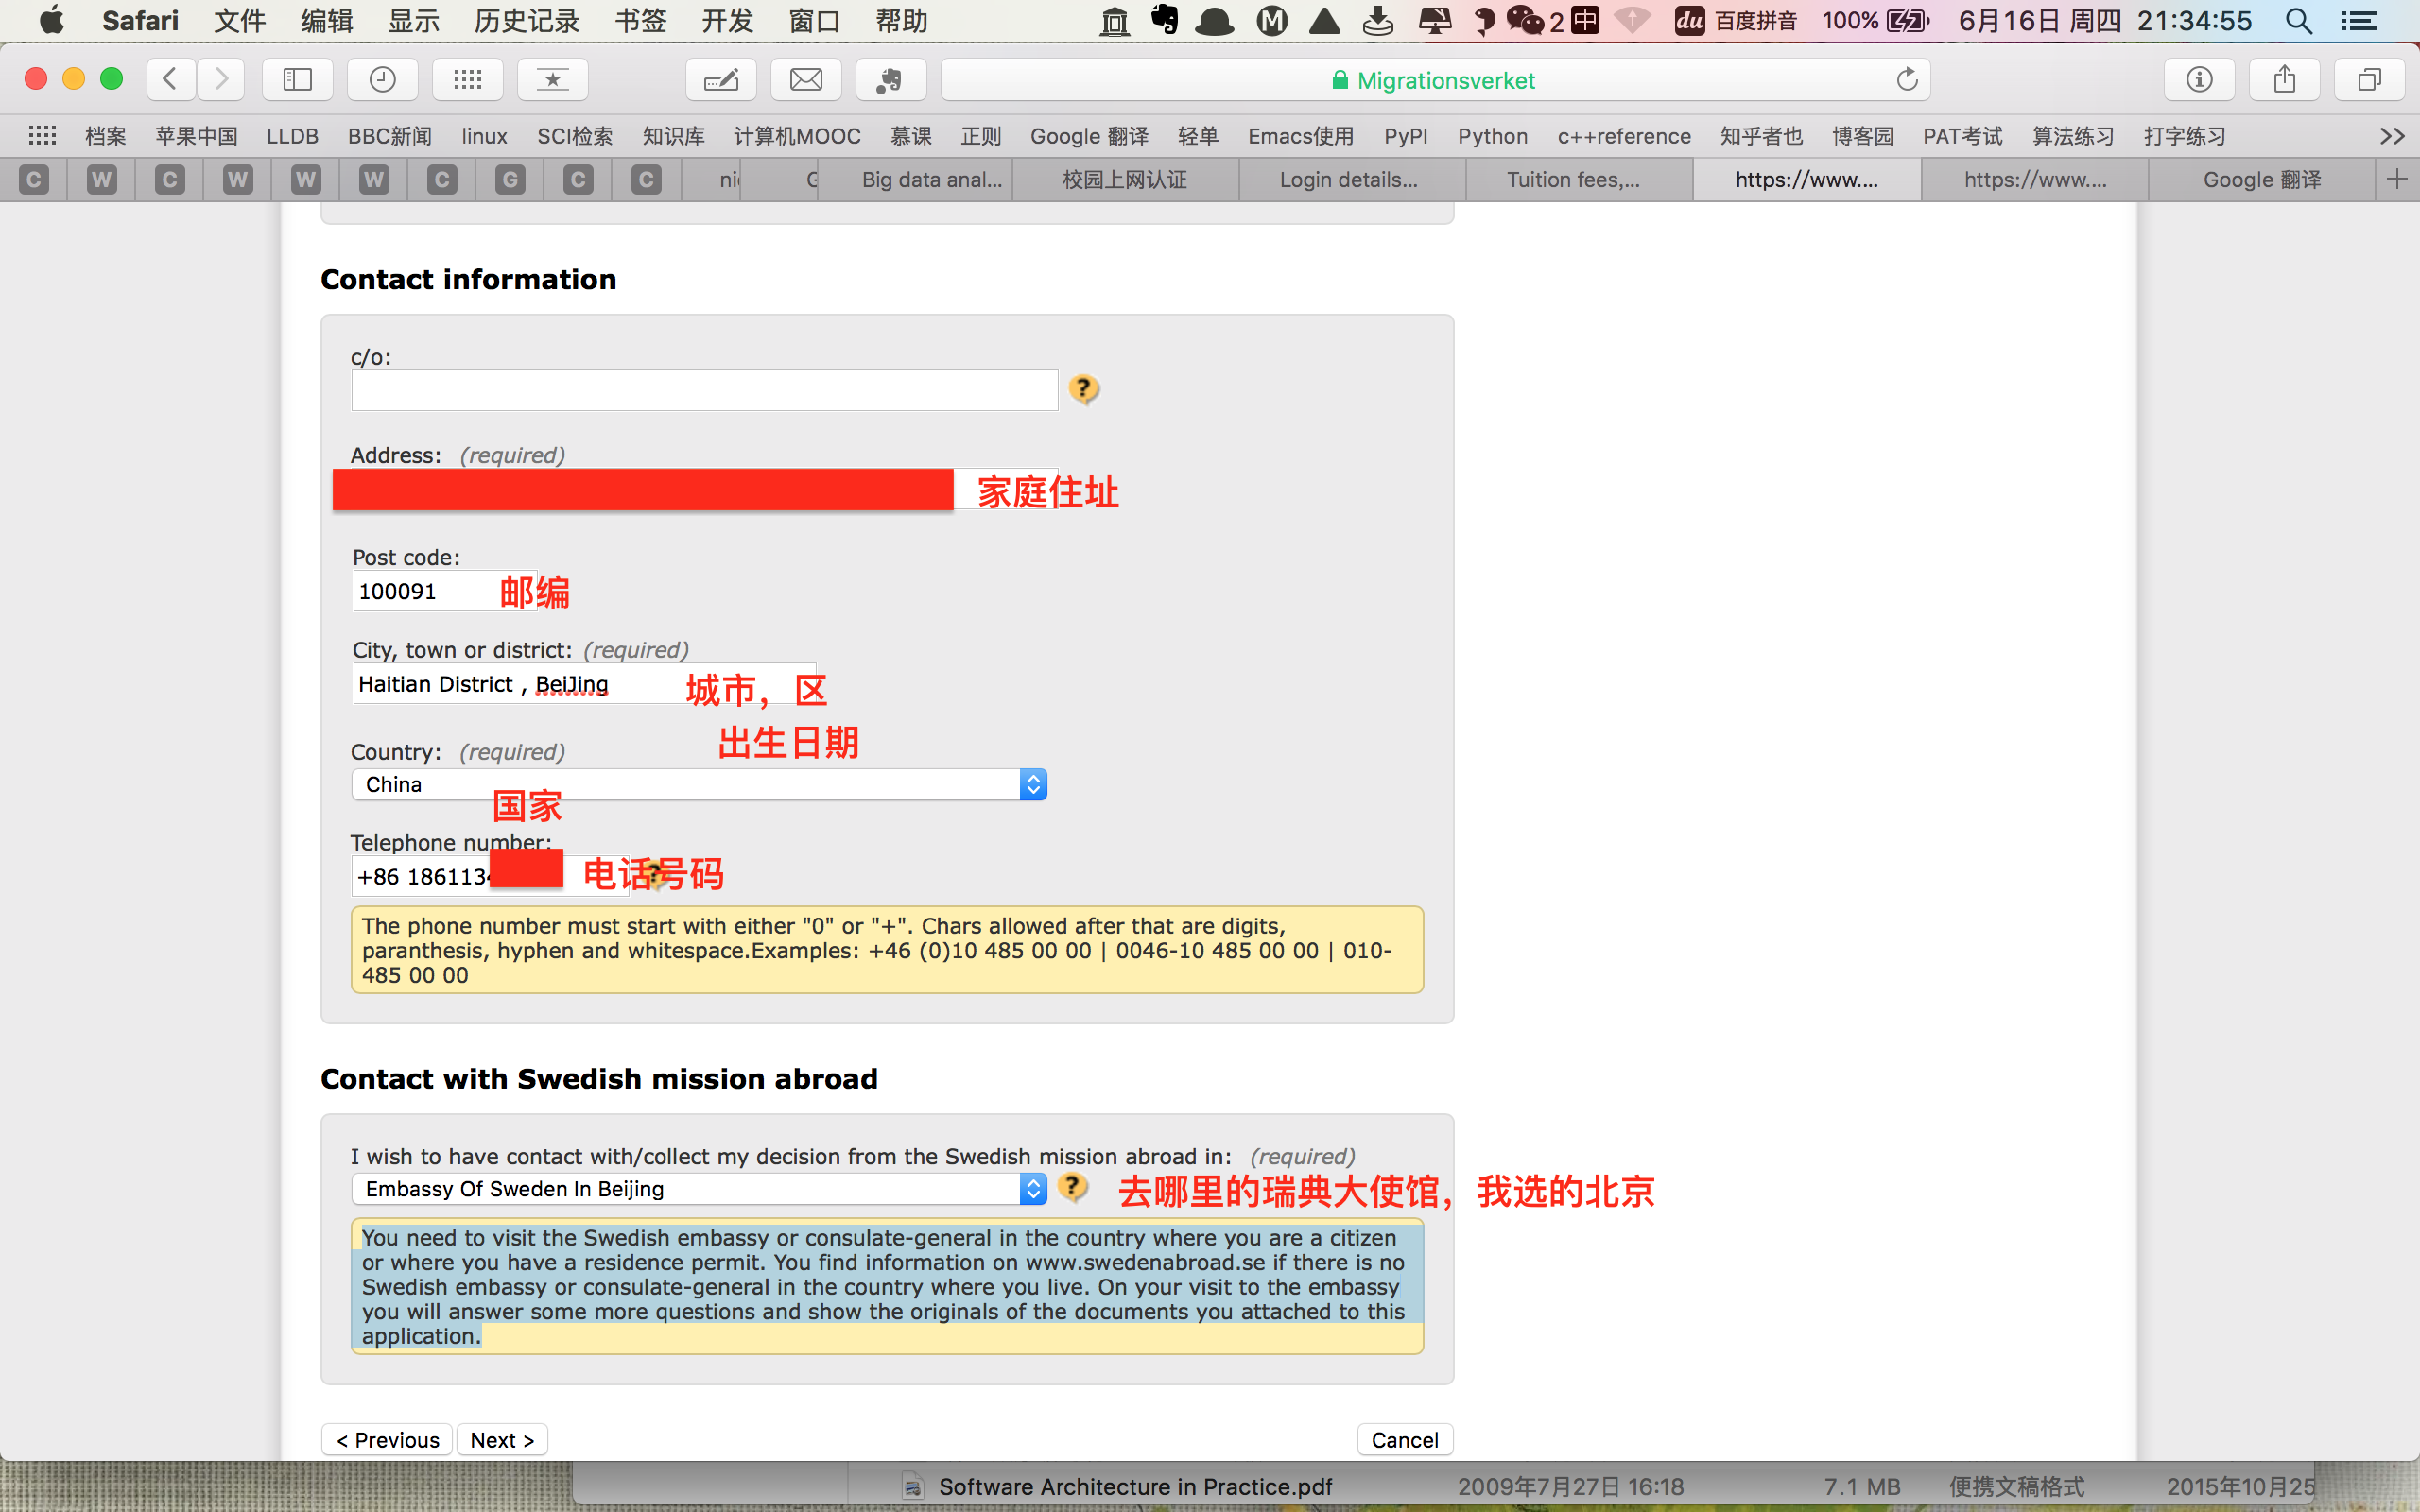 Safari 文件 编辑 显示 历史记录 书签 开发 窗口 帮助 2 中 du 百度拼音 100% 6月16日 周四 21:34:55
Migrationsverket
档案 苹果中国 LLDB BBC新闻 linux SCI检索 知识库 计算机MOOC 慕课 正则 Google 翻译 轻单 Emacs使用 PyPI Python c++reference 知乎者也 博客园 PAT考试 算法练习 打字练习 >>
C W C W W W C G C C Big data anal... 校园上网认证 Login details... Tuition fees,... https://www.... https://www.... Google 翻译
Contact information
c/o:
Address: (required)
家庭住址
Post code:
100091 邮编
City, town or district: (required)
Haitian District , BeiJing 城市，区
出生日期
Country: (required)
China
国家
Telephone number:
+86 1861134 电话号码
The phone number must start with either "0" or "+". Chars allowed after that are digits,
paranthesis, hyphen and whitespace.Examples: +46 (0)10 485 00 00 | 0046-10 485 00 00 | 010-
485 00 00
Contact with Swedish mission abroad
I wish to have contact with/collect my decision from the Swedish mission abroad in: (required)
Embassy Of Sweden In Beijing 去哪里的瑞典大使馆，我选的北京
You need to visit the Swedish embassy or consulate-general in the country where you are a citizen
or where you have a residence permit. You find information on www.swedenabroad.se if there is no
Swedish embassy or consulate-general in the country where you live. On your visit to the embassy
you will answer some more questions and show the originals of the documents you attached to this
application.
< Previous Next > Cancel
Software Architecture in Practice.pdf 2009年7月27日 16:18 7.1 MB 便携文稿格式 2015年10月25